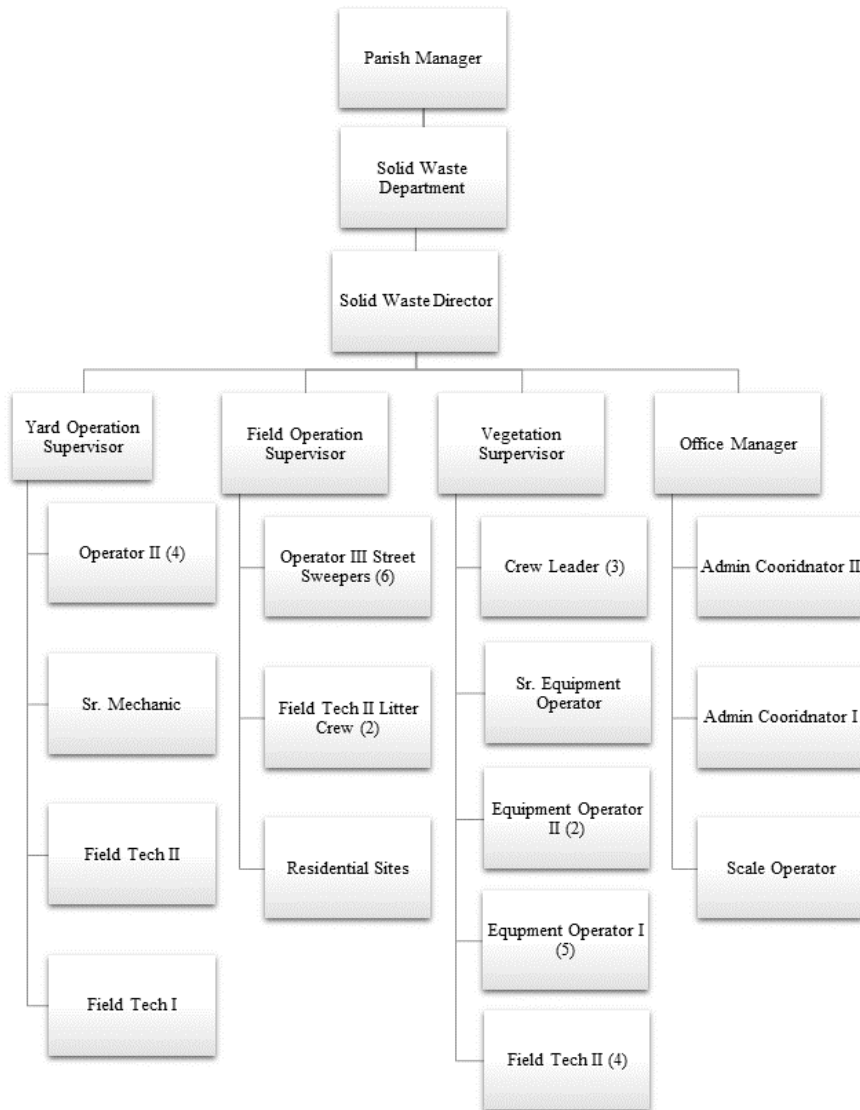 Parish Manager
Solid Waste
Department
Solid Waste Director
Yard Operation
Supervisor
Operator II (4)
Sr. Mechanic
Field Tech II
Field Tech I
Field Operation
Supervisor
Operator III Street
Sweepers (6)
Field Tech II Litter
Crew (2)
Residential Sites
Vegetation
Surpervisor
Crew Leader (3)
Sr. Equipment
Operator
Equipment Operator
II (2)
Equpment Operator I
(5)
Field Tech II (4)
Office Manager
Admin Cooridnator II
Admin Cooridnator I
Scale Operator